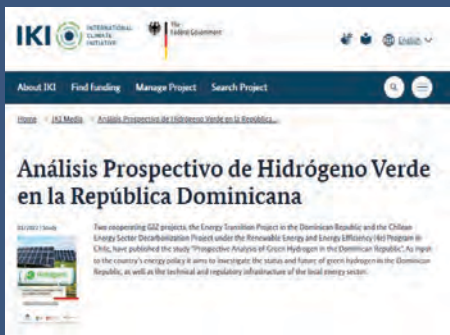 IKI INTERNATIONAL CLIMATE INITIATIVE
The Federal Government
English
About IKI Find funding Manage Project Search Project
Home IKI Media Análisis Prospectivo de Hidrógeno Verde en la República...
Análisis Prospectivo de Hidrógeno Verde
en la República Dominicana
Study
Two cooperating GIZ projects, the Energy Transition Project in the Dominican Republic and the Chilean
Energy Sector Decarbonization Project under the Renewable Energy and Energy Efficiency (4e) Program in
Chile, have published the study "Prospective Analysis of Green Hydrogen in the Dominican Republic". As input
to the country's energy policy it aims to investigate the status and future of green hydrogen in the Dominican
Republic, as well as the technical and regulatory infrastructure of the local energy sector.